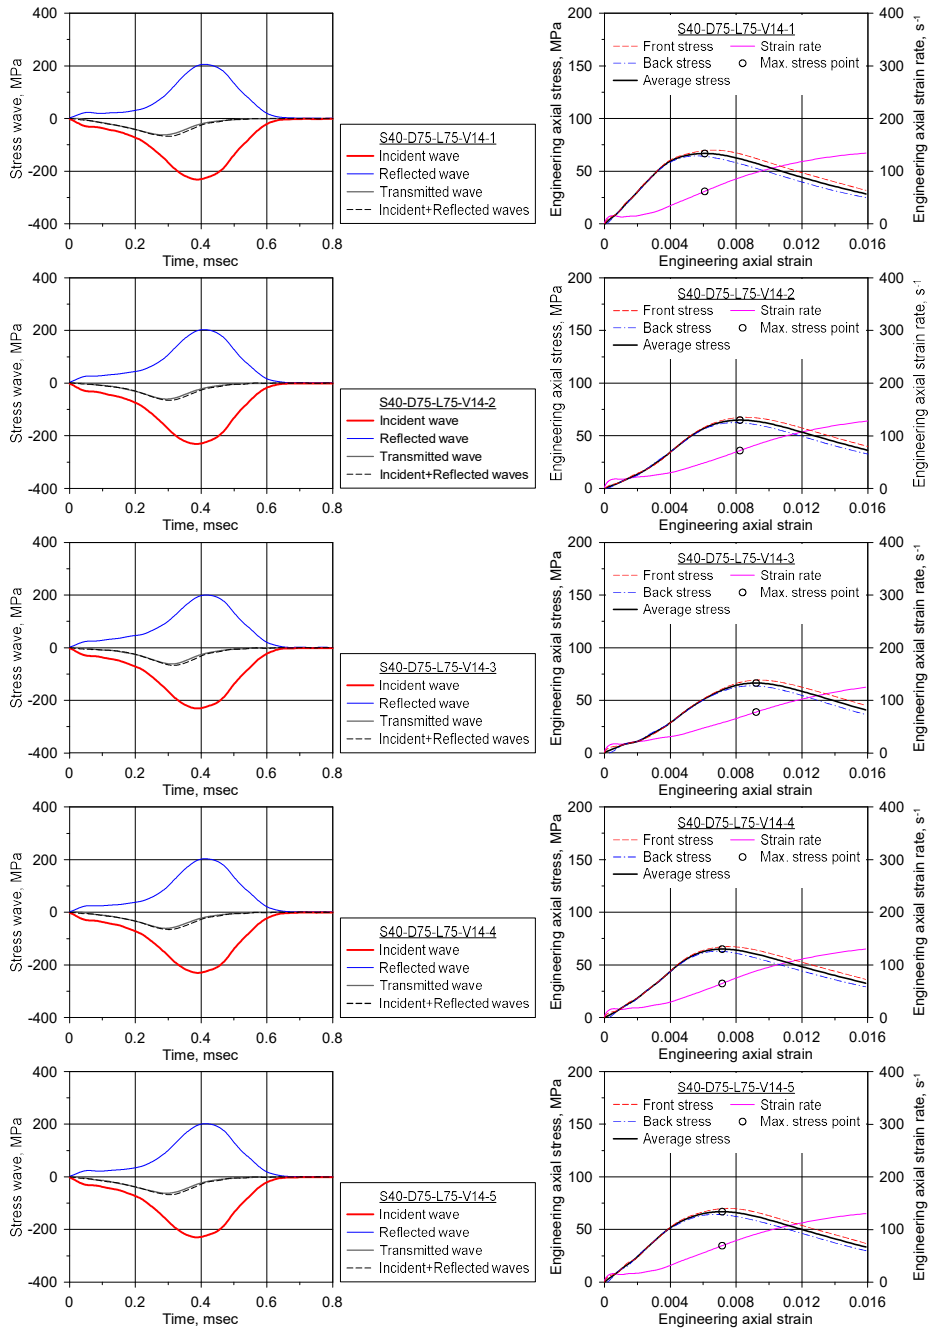 400
200
0
-200
-400
Stress wave, MPa
0
0.2
0.4
0.6
0.8
Time, msec
S40-D75-L75-V14-1
Incident wave
Reflected wave
Transmitted wave
Incident+Reflected waves
200
150
100
50
0
Engineering axial stress, MPa
S40-D75-L75-V14-1
Front stress
Strain rate
Back stress
Max. stress point
Average stress
400
300
200
100
0
Engineering axial strain rate, s⁻¹
0
0.004
0.008
0.012
0.016
Engineering axial strain
400
200
0
-200
-400
Stress wave, MPa
0
0.2
0.4
0.6
0.8
Time, msec
S40-D75-L75-V14-2
Incident wave
Reflected wave
Transmitted wave
Incident+Reflected waves
200
150
100
50
0
Engineering axial stress, MPa
S40-D75-L75-V14-2
Front stress
Strain rate
Back stress
Max. stress point
Average stress
400
300
200
100
0
Engineering axial strain rate, s⁻¹
0
0.004
0.008
0.012
0.016
Engineering axial strain
400
200
0
-200
-400
Stress wave, MPa
0
0.2
0.4
0.6
0.8
Time, msec
S40-D75-L75-V14-3
Incident wave
Reflected wave
Transmitted wave
Incident+Reflected waves
200
150
100
50
0
Engineering axial stress, MPa
S40-D75-L75-V14-3
Front stress
Strain rate
Back stress
Max. stress point
Average stress
400
300
200
100
0
Engineering axial strain rate, s⁻¹
0
0.004
0.008
0.012
0.016
Engineering axial strain
400
200
0
-200
-400
Stress wave, MPa
0
0.2
0.4
0.6
0.8
Time, msec
S40-D75-L75-V14-4
Incident wave
Reflected wave
Transmitted wave
Incident+Reflected waves
200
150
100
50
0
Engineering axial stress, MPa
S40-D75-L75-V14-4
Front stress
Strain rate
Back stress
Max. stress point
Average stress
400
300
200
100
0
Engineering axial strain rate, s⁻¹
0
0.004
0.008
0.012
0.016
Engineering axial strain
400
200
0
-200
-400
Stress wave, MPa
0
0.2
0.4
0.6
0.8
Time, msec
S40-D75-L75-V14-5
Incident wave
Reflected wave
Transmitted wave
Incident+Reflected waves
200
150
100
50
0
Engineering axial stress, MPa
S40-D75-L75-V14-5
Front stress
Strain rate
Back stress
Max. stress point
Average stress
400
300
200
100
0
Engineering axial strain rate, s⁻¹
0
0.004
0.008
0.012
0.016
Engineering axial strain